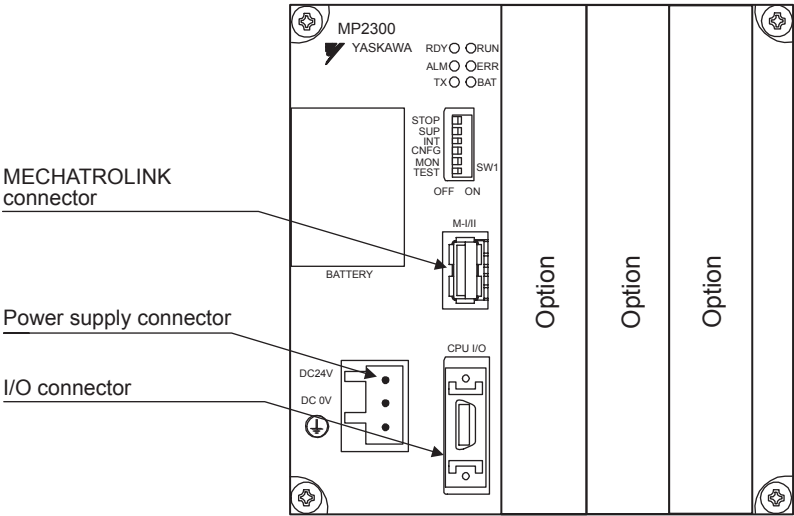 MP2300
YASKAWA
RDY RUN
ALM ERR
TX BAT
STOP
SUP
INT
CNFG
MON
TEST
SW1
OFF ON
MECHATROLINK
connector
M-I/II
BATTERY
Option
Option
Option
Power supply connector
CPU I/O
DC24V
I/O connector
DC 0V